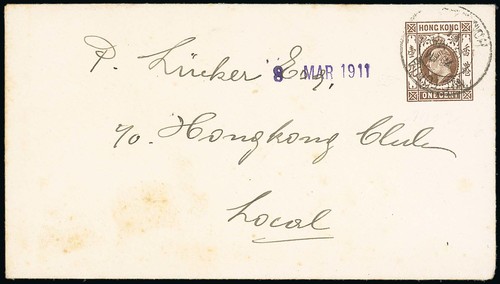 HONG KONG
P. Lücker Esq,
8 MAR 1911
ONE CENT
c/o Hongkong Club
Local